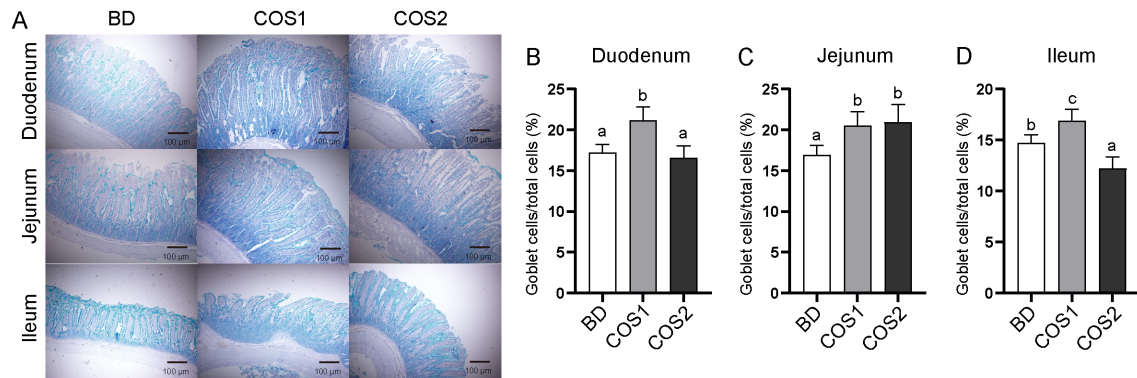 A
BD COS1 COS2
Duodenum
100 µm 100 µm 100 µm
Jejunum
100 µm 100 µm 100 µm
Ileum
100 µm 100 µm 100 µm
B
Duodenum
Goblet cells/total cells (%)
25
20
15
10
5
0
a b a
BD COS1 COS2
C
Jejunum
Goblet cells/total cells (%)
25
20
15
10
5
0
a b b
BD COS1 COS2
D
Ileum
Goblet cells/total cells (%)
20
15
10
5
0
b c a
BD COS1 COS2